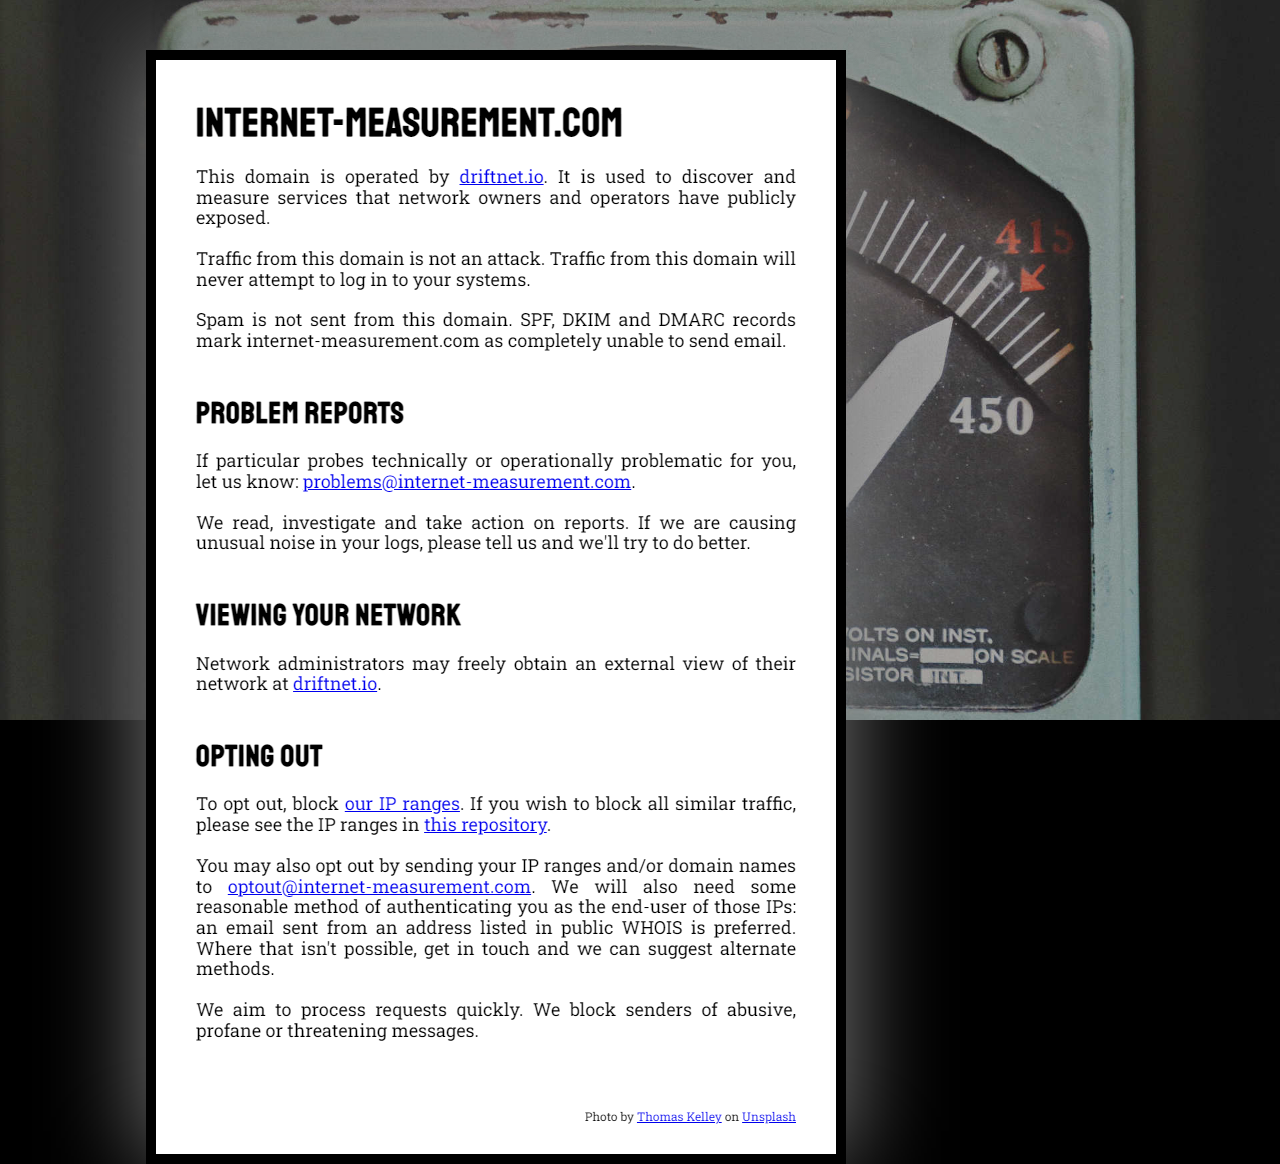 INTERNET-MEASUREMENT.COM
This domain is operated by driftnet.io. It is used to discover and
measure services that network owners and operators have publicly
exposed.
Traffic from this domain is not an attack. Traffic from this domain will
never attempt to log in to your systems.
Spam is not sent from this domain. SPF, DKIM and DMARC records
mark internet-measurement.com as completely unable to send email.
PROBLEM REPORTS
If particular probes technically or operationally problematic for you,
let us know: problems@internet-measurement.com.
We read, investigate and take action on reports. If we are causing
unusual noise in your logs, please tell us and we'll try to do better.
VIEWING YOUR NETWORK
Network administrators may freely obtain an external view of their
network at driftnet.io.
OPTING OUT
To opt out, block our IP ranges. If you wish to block all similar traffic,
please see the IP ranges in this repository.
You may also opt out by sending your IP ranges and/or domain names
to optout@internet-measurement.com. We will also need some
reasonable method of authenticating you as the end-user of those IPs:
an email sent from an address listed in public WHOIS is preferred.
Where that isn't possible, get in touch and we can suggest alternate
methods.
We aim to process requests quickly. We block senders of abusive,
profane or threatening messages.
Photo by Thomas Kelley on Unsplash
415
450
VOLTS ON INST.
MINALS= ON SCALE
SISTOR INT.